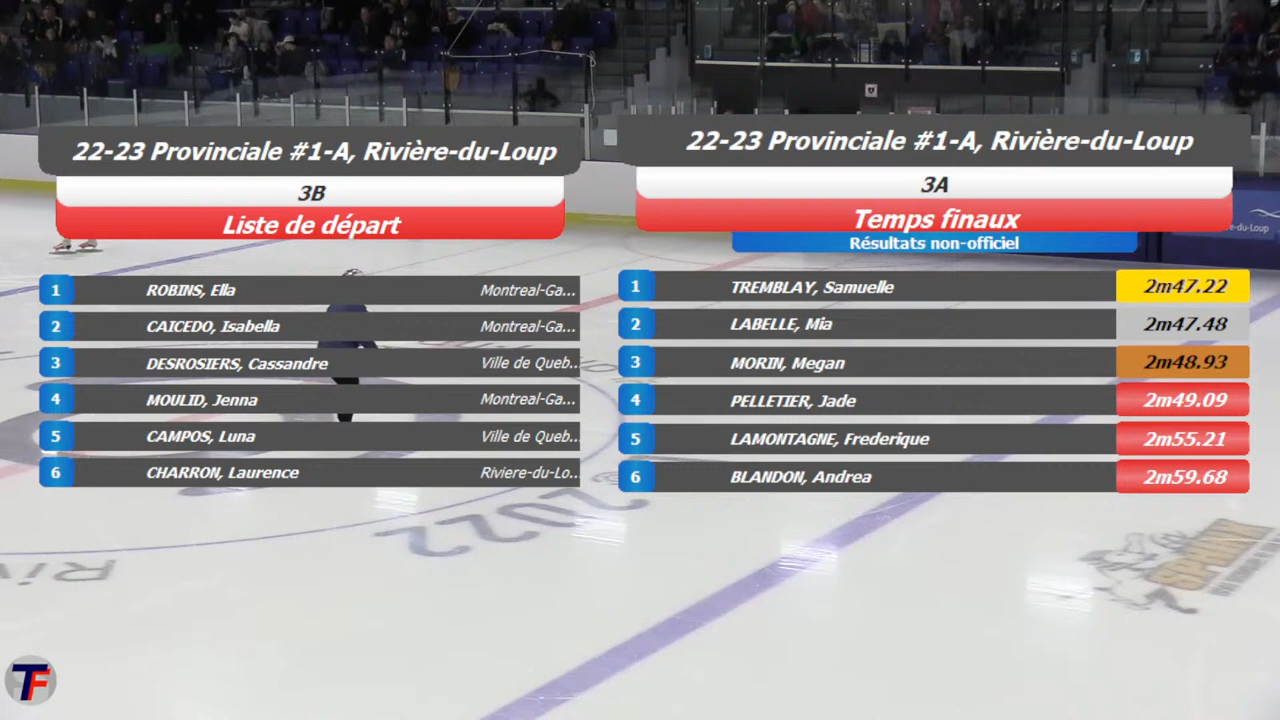 22-23 Provinciale #1-A, Rivière-du-Loup
3B
Liste de départ
1 ROBINS, Ella Montreal-Ga...
2 CAICEDO, Isabella Montreal-Ga...
3 DESROSIERS, Cassandre Ville de Queb...
4 MOULID, Jenna Montreal-Ga...
5 CAMPOS, Luna Ville de Queb...
6 CHARRON, Laurence Riviere-du-Lo...
22-23 Provinciale #1-A, Rivière-du-Loup
3A
Temps finaux
Résultats non-officiel
1 TREMBLAY, Samuelle 2m47.22
2 LABELLE, Mia 2m47.48
3 MORIN, Megan 2m48.93
4 PELLETIER, Jade 2m49.09
5 LAMONTAGNE, Frederique 2m55.21
6 BLANDON, Andrea 2m59.68
e-du-Loup
2022
Riv
TF